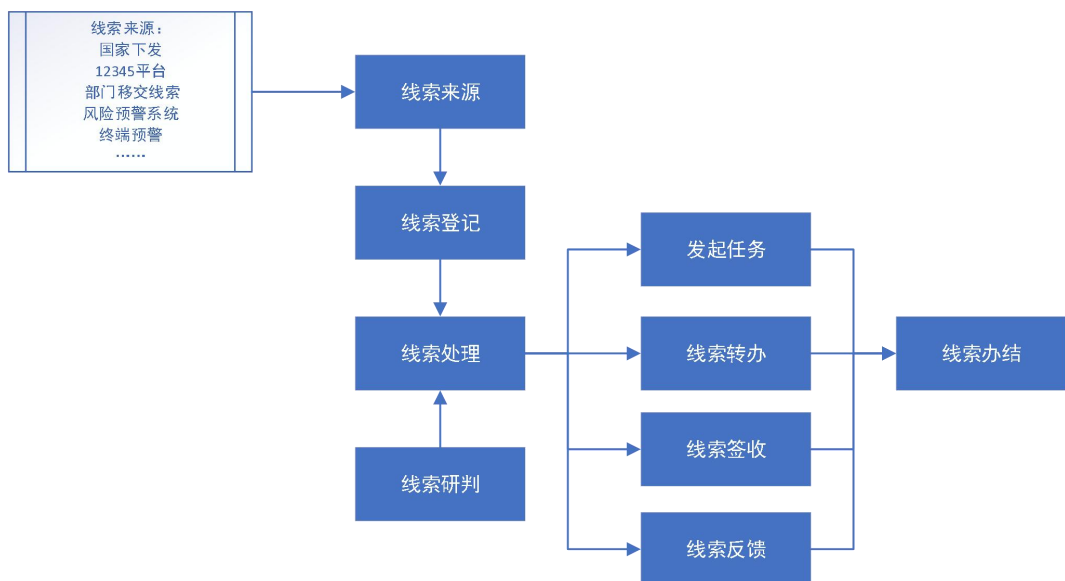 线索来源：
国家下发
12345平台
部门移交线索
风险预警系统
终端预警
……
线索来源
线索登记
线索处理
线索研判
发起任务
线索转办
线索签收
线索反馈
线索办结